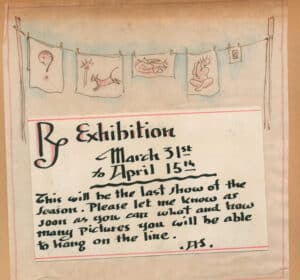 Exhibition
March 31st
to April 15th
This will be the last show of the
season. Please let me know as
soon as you can what and how
many pictures you will be able
to hang on the line.